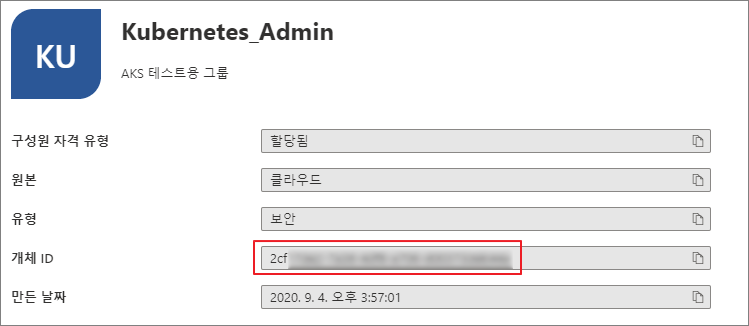 KU
Kubernetes_Admin
AKS 테스트용 그룹
구성원 자격 유형 할당됨
원본 클라우드
유형 보안
개체 ID 2cf
만든 날짜 2020. 9. 4. 오후 3:57:01